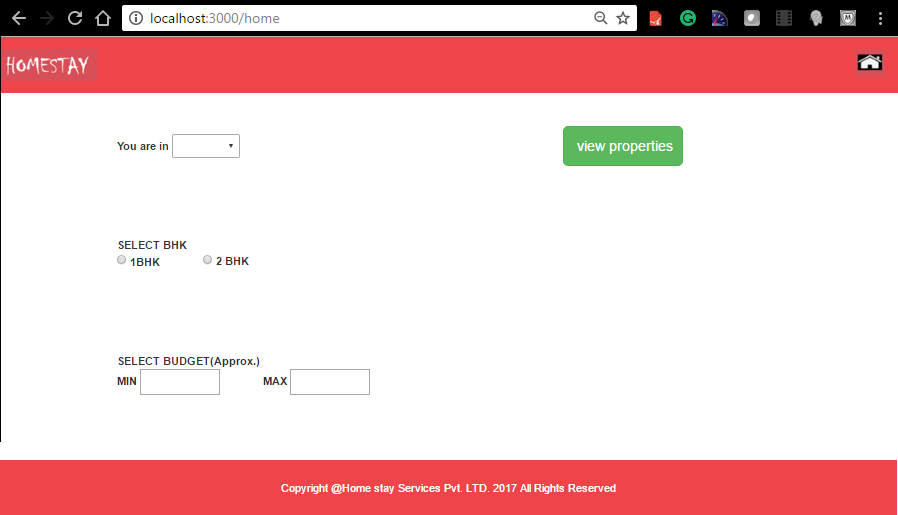 localhost:3000/home
HOMESTAY
You are in
view properties
SELECT BHK
1BHK 2 BHK
SELECT BUDGET(Approx.)
MIN MAX
Copyright @Home stay Services Pvt. LTD. 2017 All Rights Reserved